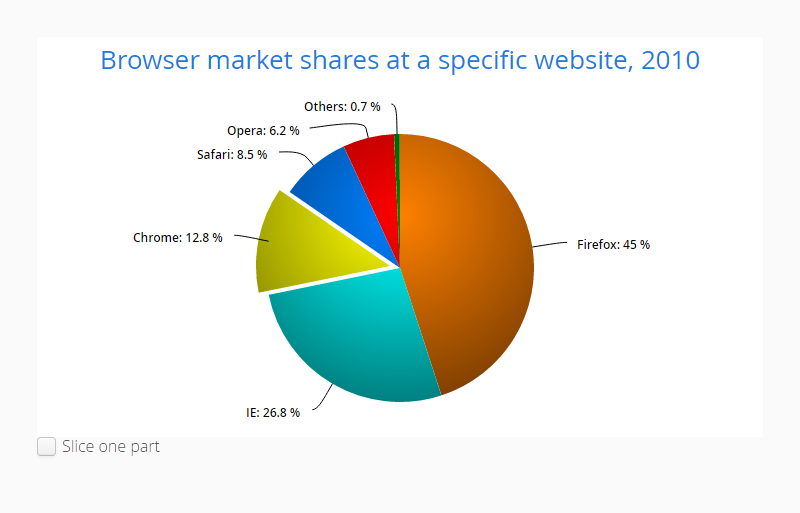 Browser market shares at a specific website, 2010
Others: 0.7 %
Opera: 6.2 %
Safari: 8.5 %
Chrome: 12.8 %
Firefox: 45 %
IE: 26.8 %
Slice one part